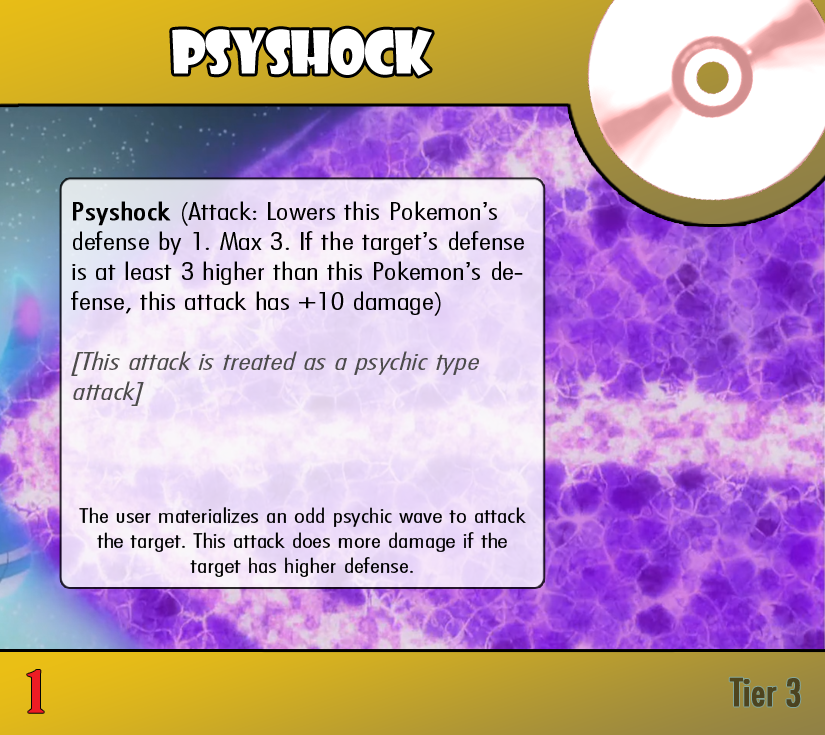 PSYSHOCK
Psyshock (Attack: Lowers this Pokemon's
defense by 1. Max 3. If the target's defense
is at least 3 higher than this Pokemon's de-
fense, this attack has +10 damage)
[This attack is treated as a psychic type
attack]
The user materializes an odd psychic wave to attack
the target. This attack does more damage if the
target has higher defense.
1
Tier 3